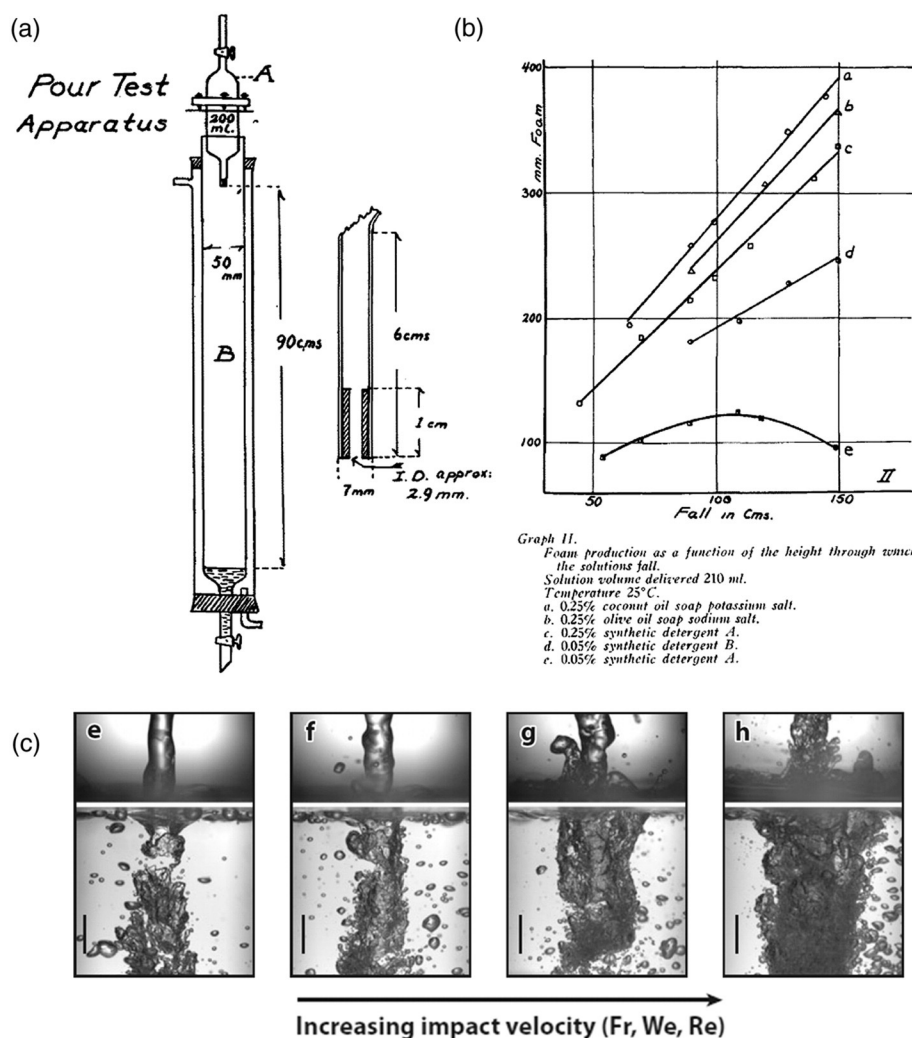 (a)
Pour Test
Apparatus
A
200
ml.
50
mm
B
90cms
6cms
1 cm
7mm
I.D. approx:
2.9 mm.
(b)
400
300
200
100
mm. Foam
a
b
c
d
e
50
100
150
II
Fall in Cms.
Graph II.
Foam production as a function of the height through which
the solutions fall.
Solution volume delivered 210 ml.
Temperature 25°C.
a. 0.25% coconut oil soap potassium salt.
b. 0.25% olive oil soap sodium salt.
c. 0.25% synthetic detergent A.
d. 0.05% synthetic detergent B.
e. 0.05% synthetic detergent A.
(c)
e
f
g
h
Increasing impact velocity (Fr, We, Re)